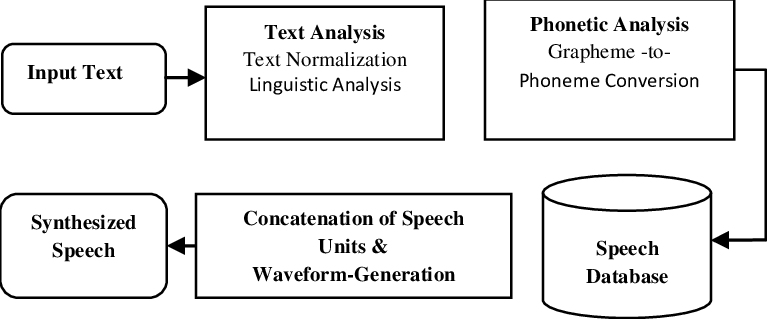 Input Text
Text Analysis
Text Normalization
Linguistic Analysis
Phonetic Analysis
Grapheme -to-
Phoneme Conversion
Synthesized
Speech
Concatenation of Speech
Units &
Waveform-Generation
Speech
Database